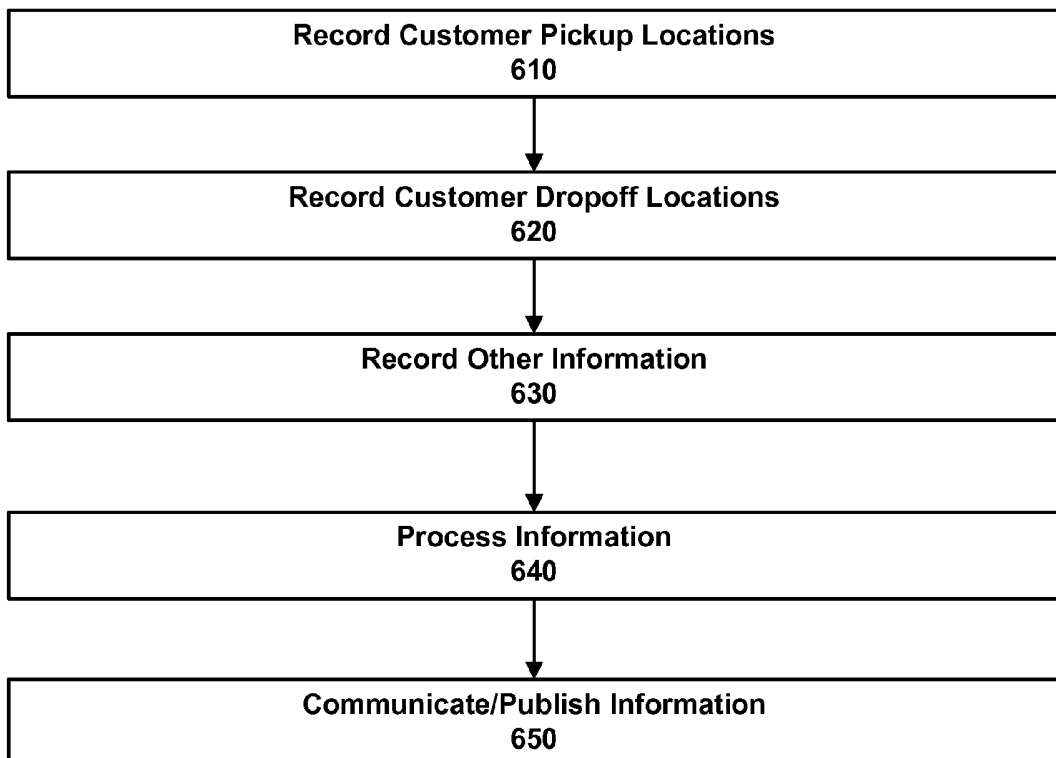 Record Customer Pickup Locations
610
Record Customer Dropoff Locations
620
Record Other Information
630
Process Information
640
Communicate/Publish Information
650